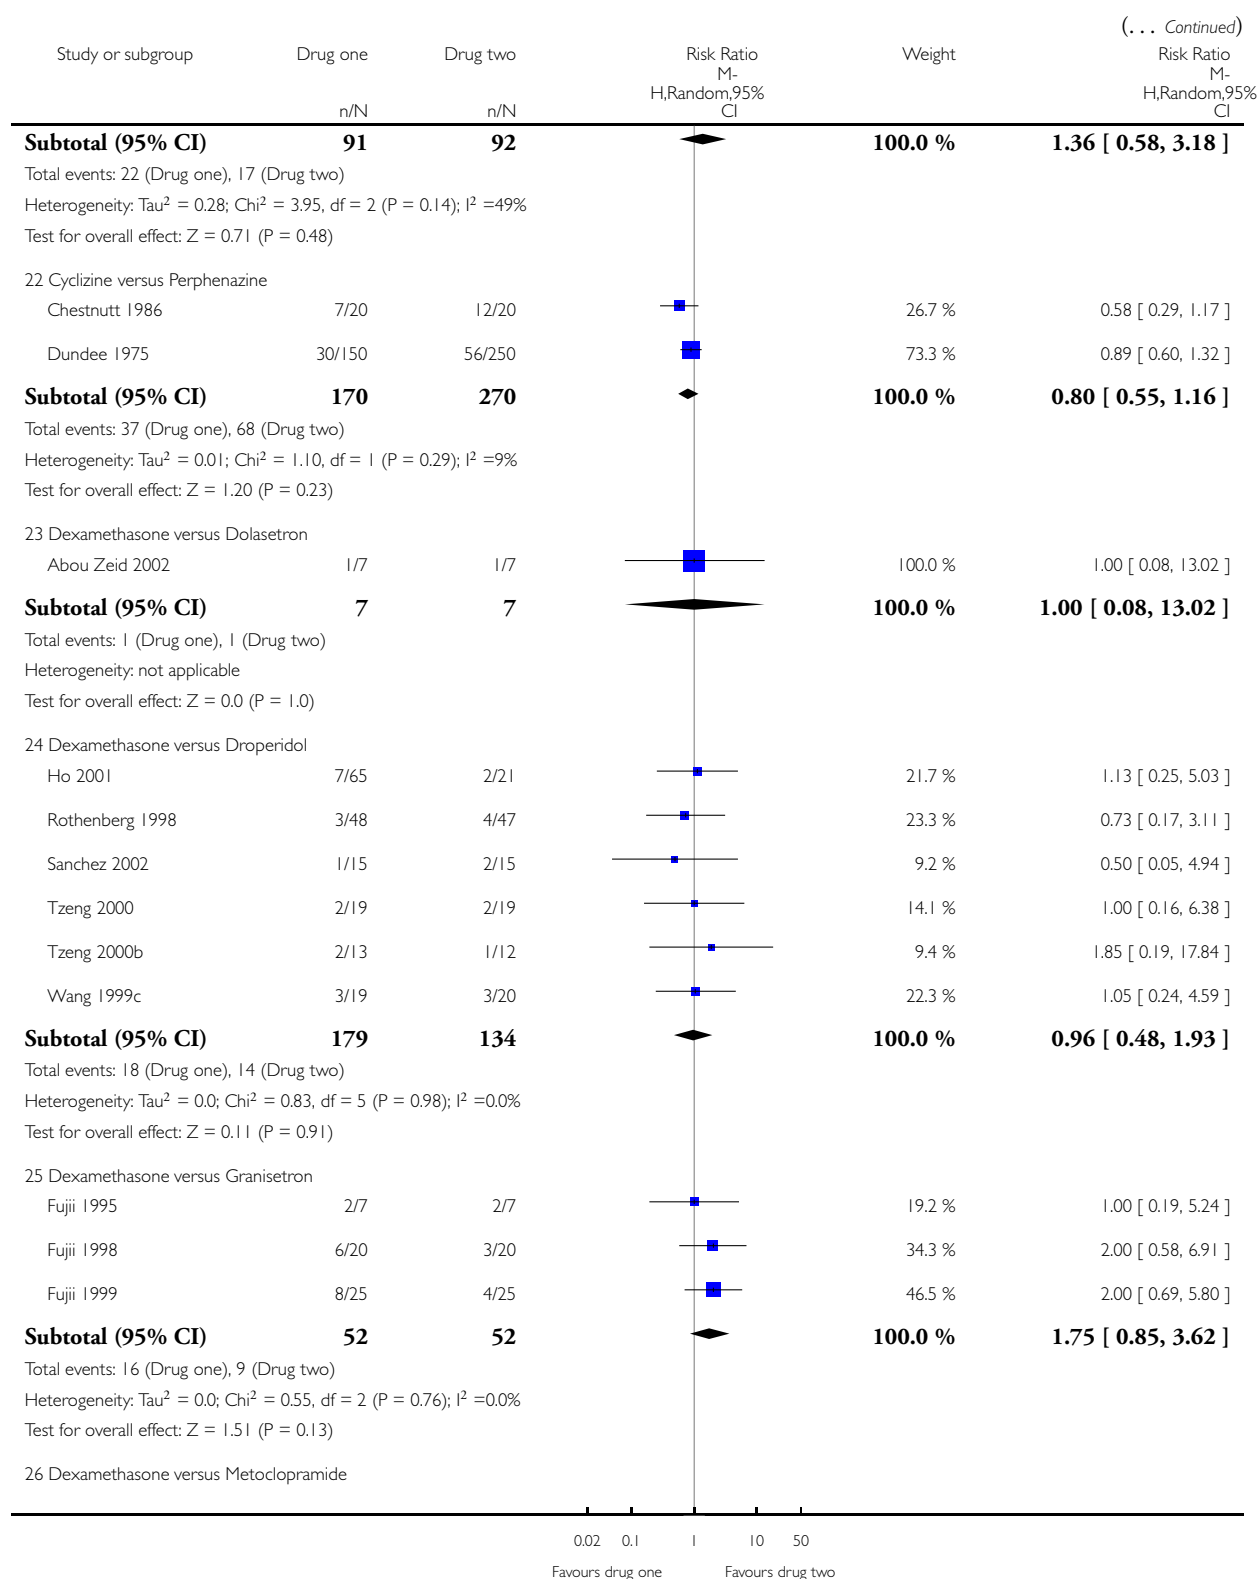 (... Continued)
Study or subgroup Drug one Drug two Risk Ratio Weight Risk Ratio
M- M-
H,Random,95% H,Random,95%
n/N n/N CI CI
Subtotal (95% CI) 91 92 100.0 % 1.36 [ 0.58, 3.18 ]
Total events: 22 (Drug one), 17 (Drug two)
Heterogeneity: Tau² = 0.28; Chi² = 3.95, df = 2 (P = 0.14); I² =49%
Test for overall effect: Z = 0.71 (P = 0.48)
22 Cyclizine versus Perphenazine
Chestnutt 1986 7/20 12/20 26.7 % 0.58 [ 0.29, 1.17 ]
Dundee 1975 30/150 56/250 73.3 % 0.89 [ 0.60, 1.32 ]
Subtotal (95% CI) 170 270 100.0 % 0.80 [ 0.55, 1.16 ]
Total events: 37 (Drug one), 68 (Drug two)
Heterogeneity: Tau² = 0.01; Chi² = 1.10, df = 1 (P = 0.29); I² =9%
Test for overall effect: Z = 1.20 (P = 0.23)
23 Dexamethasone versus Dolasetron
Abou Zeid 2002 1/7 1/7 100.0 % 1.00 [ 0.08, 13.02 ]
Subtotal (95% CI) 7 7 100.0 % 1.00 [ 0.08, 13.02 ]
Total events: 1 (Drug one), 1 (Drug two)
Heterogeneity: not applicable
Test for overall effect: Z = 0.0 (P = 1.0)
24 Dexamethasone versus Droperidol
Ho 2001 7/65 2/21 21.7 % 1.13 [ 0.25, 5.03 ]
Rothenberg 1998 3/48 4/47 23.3 % 0.73 [ 0.17, 3.11 ]
Sanchez 2002 1/15 2/15 9.2 % 0.50 [ 0.05, 4.94 ]
Tzeng 2000 2/19 2/19 14.1 % 1.00 [ 0.16, 6.38 ]
Tzeng 2000b 2/13 1/12 9.4 % 1.85 [ 0.19, 17.84 ]
Wang 1999c 3/19 3/20 22.3 % 1.05 [ 0.24, 4.59 ]
Subtotal (95% CI) 179 134 100.0 % 0.96 [ 0.48, 1.93 ]
Total events: 18 (Drug one), 14 (Drug two)
Heterogeneity: Tau² = 0.0; Chi² = 0.83, df = 5 (P = 0.98); I² =0.0%
Test for overall effect: Z = 0.11 (P = 0.91)
25 Dexamethasone versus Granisetron
Fujii 1995 2/7 2/7 19.2 % 1.00 [ 0.19, 5.24 ]
Fujii 1998 6/20 3/20 34.3 % 2.00 [ 0.58, 6.91 ]
Fujii 1999 8/25 4/25 46.5 % 2.00 [ 0.69, 5.80 ]
Subtotal (95% CI) 52 52 100.0 % 1.75 [ 0.85, 3.62 ]
Total events: 16 (Drug one), 9 (Drug two)
Heterogeneity: Tau² = 0.0; Chi² = 0.55, df = 2 (P = 0.76); I² =0.0%
Test for overall effect: Z = 1.51 (P = 0.13)
26 Dexamethasone versus Metoclopramide
0.02 0.1 1 10 50
Favours drug one Favours drug two